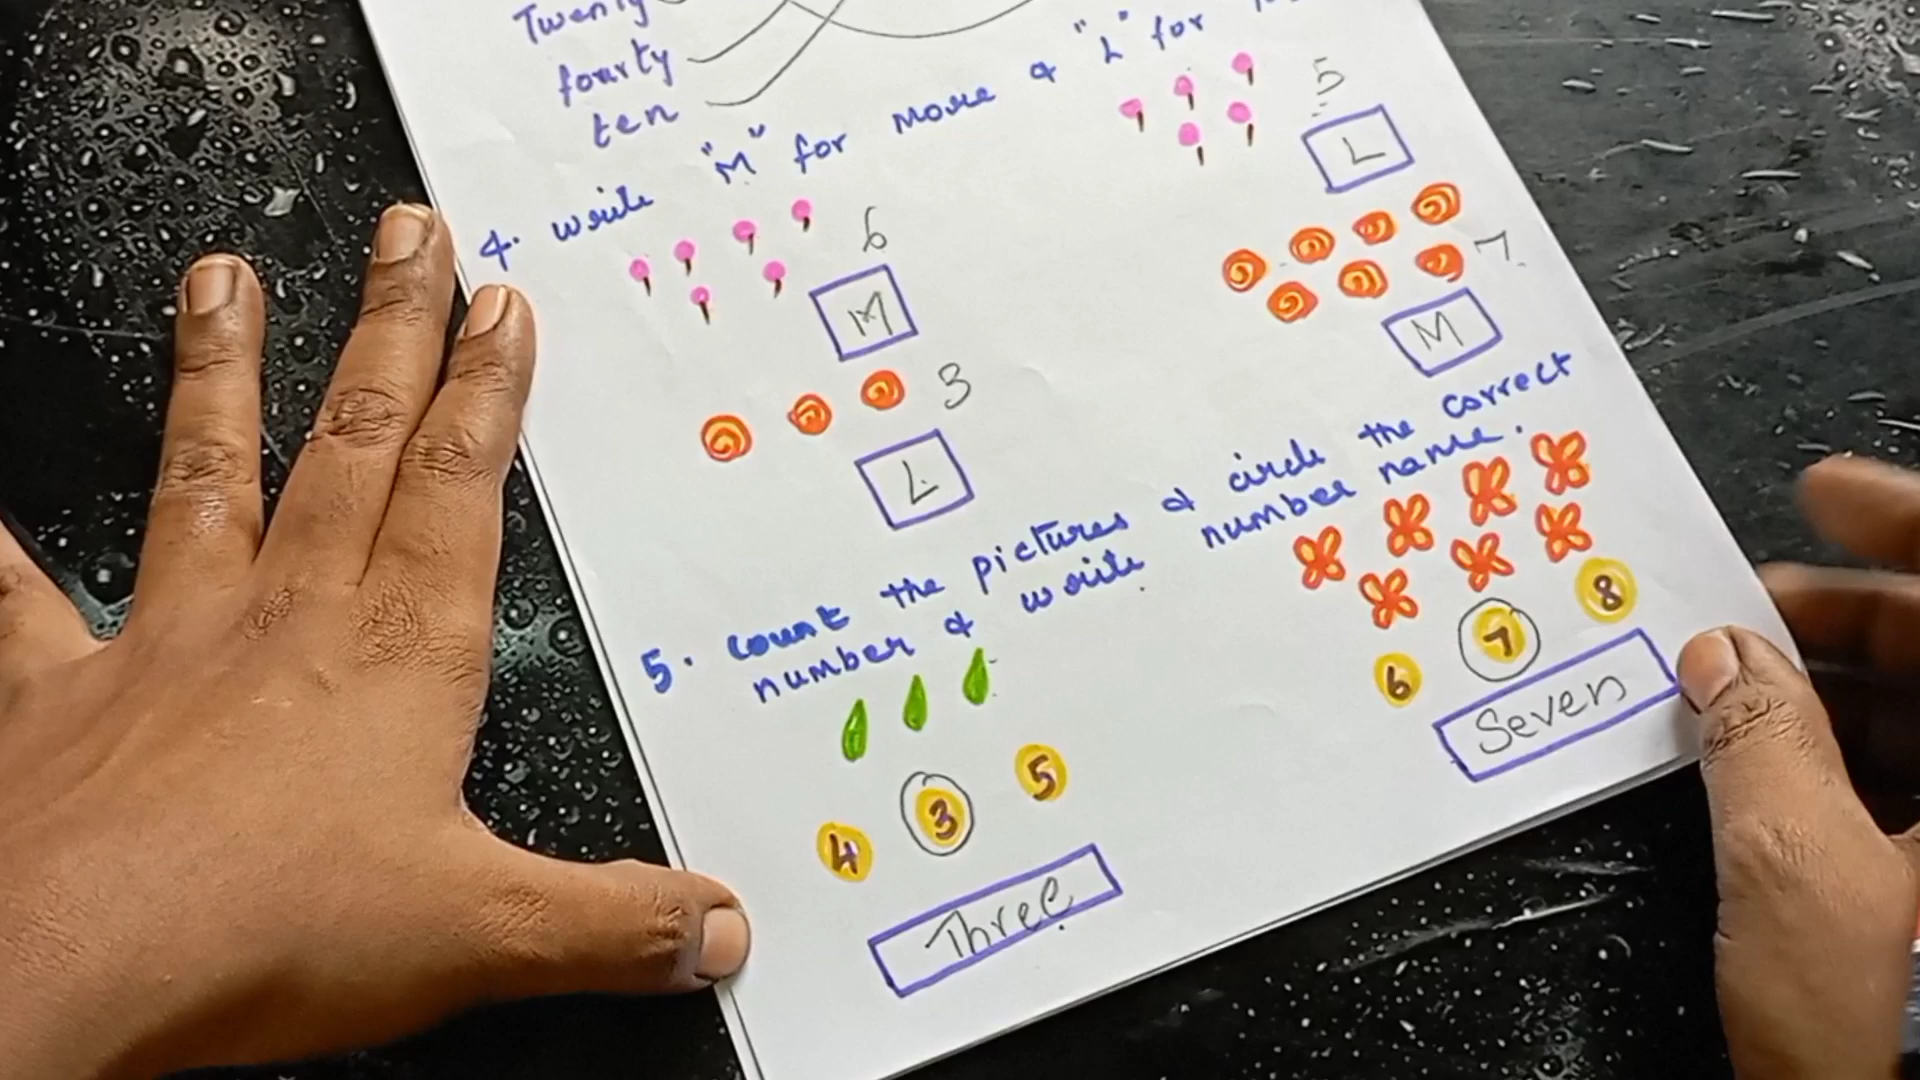 Twenty
fourty
ten
4. write "M" for more & "L" for
6
5
M
L
3
7
L
M
5. Count the pictures & circle the correct
number & write number name.
4 3 5
6 7 8
Three
Seven